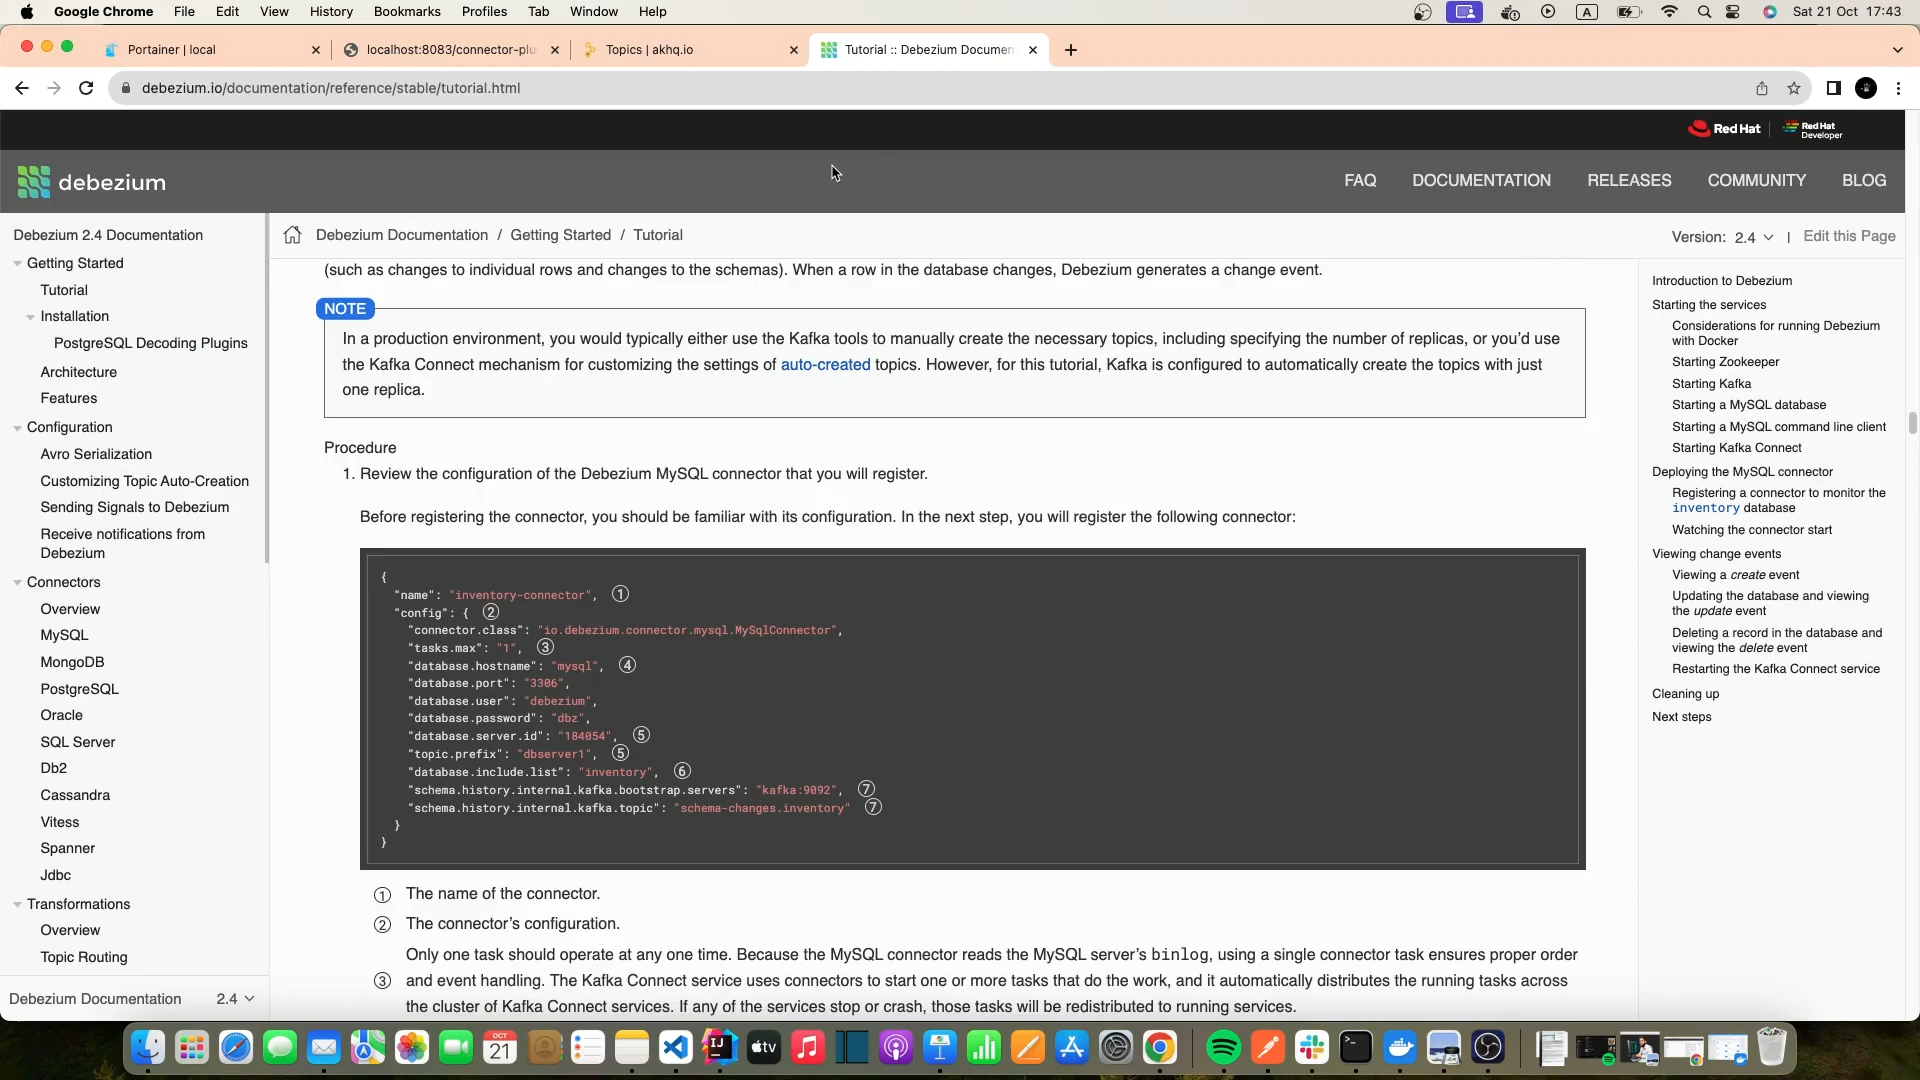 Google Chrome File Edit View History Bookmarks Profiles Tab Window Help
A
Sat 21 Oct 17:43
Portainer | local
localhost:8083/connector-plu
Topics | akhq.io
Tutorial :: Debezium Documen
debezium.io/documentation/reference/stable/tutorial.html
Red Hat
Red Hat
Developer
debezium
FAQ DOCUMENTATION RELEASES COMMUNITY BLOG
Debezium 2.4 Documentation
Getting Started
Tutorial
Installation
PostgreSQL Decoding Plugins
Architecture
Features
Configuration
Avro Serialization
Customizing Topic Auto-Creation
Sending Signals to Debezium
Receive notifications from
Debezium
Connectors
Overview
MySQL
MongoDB
PostgreSQL
Oracle
SQL Server
Db2
Cassandra
Vitess
Spanner
Jdbc
Transformations
Overview
Topic Routing
Debezium Documentation 2.4
Debezium Documentation / Getting Started / Tutorial
Version: 2.4 | Edit this Page
(such as changes to individual rows and changes to the schemas). When a row in the database changes, Debezium generates a change event.
NOTE
In a production environment, you would typically either use the Kafka tools to manually create the necessary topics, including specifying the number of replicas, or you'd use
the Kafka Connect mechanism for customizing the settings of auto-created topics. However, for this tutorial, Kafka is configured to automatically create the topics with just
one replica.
Procedure
1. Review the configuration of the Debezium MySQL connector that you will register.
Before registering the connector, you should be familiar with its configuration. In the next step, you will register the following connector:
{
"name": "inventory-connector", 1
"config": { 2
"connector.class": "io.debezium.connector.mysql.MySqlConnector",
"tasks.max": "1", 3
"database.hostname": "mysql", 4
"database.port": "3306",
"database.user": "debezium",
"database.password": "dbz",
"database.server.id": "184054", 5
"topic.prefix": "dbserver1", 5
"database.include.list": "inventory", 6
"schema.history.internal.kafka.bootstrap.servers": "kafka:9092", 7
"schema.history.internal.kafka.topic": "schema-changes.inventory" 7
}
}
1 The name of the connector.
2 The connector's configuration.
Only one task should operate at any one time. Because the MySQL connector reads the MySQL server's binlog, using a single connector task ensures proper order
3 and event handling. The Kafka Connect service uses connectors to start one or more tasks that do the work, and it automatically distributes the running tasks across
the cluster of Kafka Connect services. If any of the services stop or crash, those tasks will be redistributed to running services.
Introduction to Debezium
Starting the services
Considerations for running Debezium
with Docker
Starting Zookeeper
Starting Kafka
Starting a MySQL database
Starting a MySQL command line client
Starting Kafka Connect
Deploying the MySQL connector
Registering a connector to monitor the
inventory database
Watching the connector start
Viewing change events
Viewing a create event
Updating the database and viewing
the update event
Deleting a record in the database and
viewing the delete event
Restarting the Kafka Connect service
Cleaning up
Next steps
OCT
21
IJ
tv